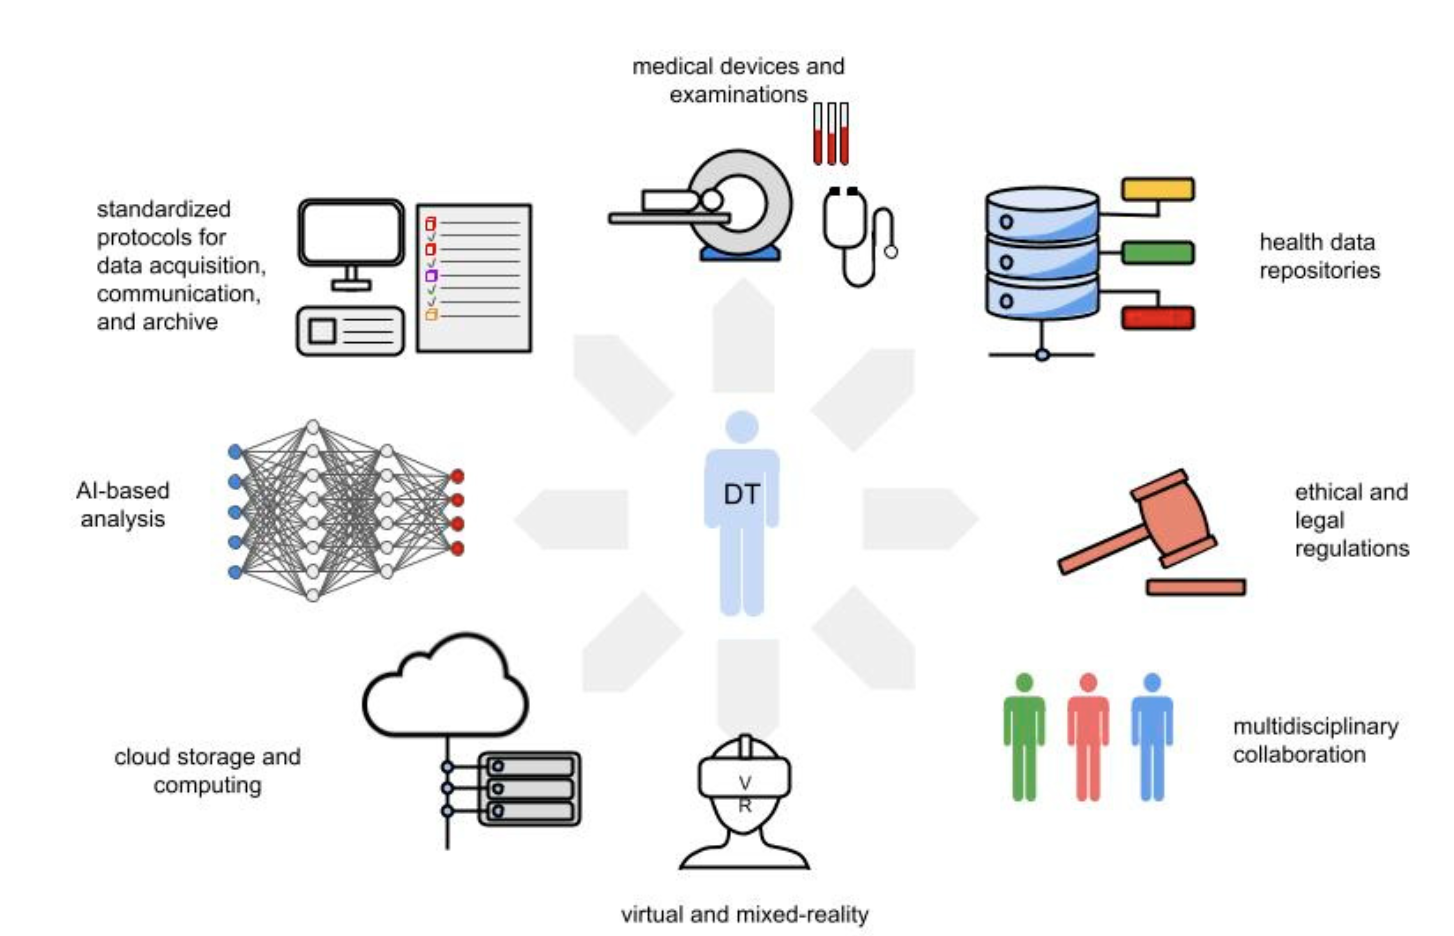 medical devices and
examinations
standardized
protocols for
data acquisition,
communication,
and archive
health data
repositories
DT
AI-based
analysis
ethical and
legal
regulations
cloud storage and
computing
V
R
multidisciplinary
collaboration
virtual and mixed-reality